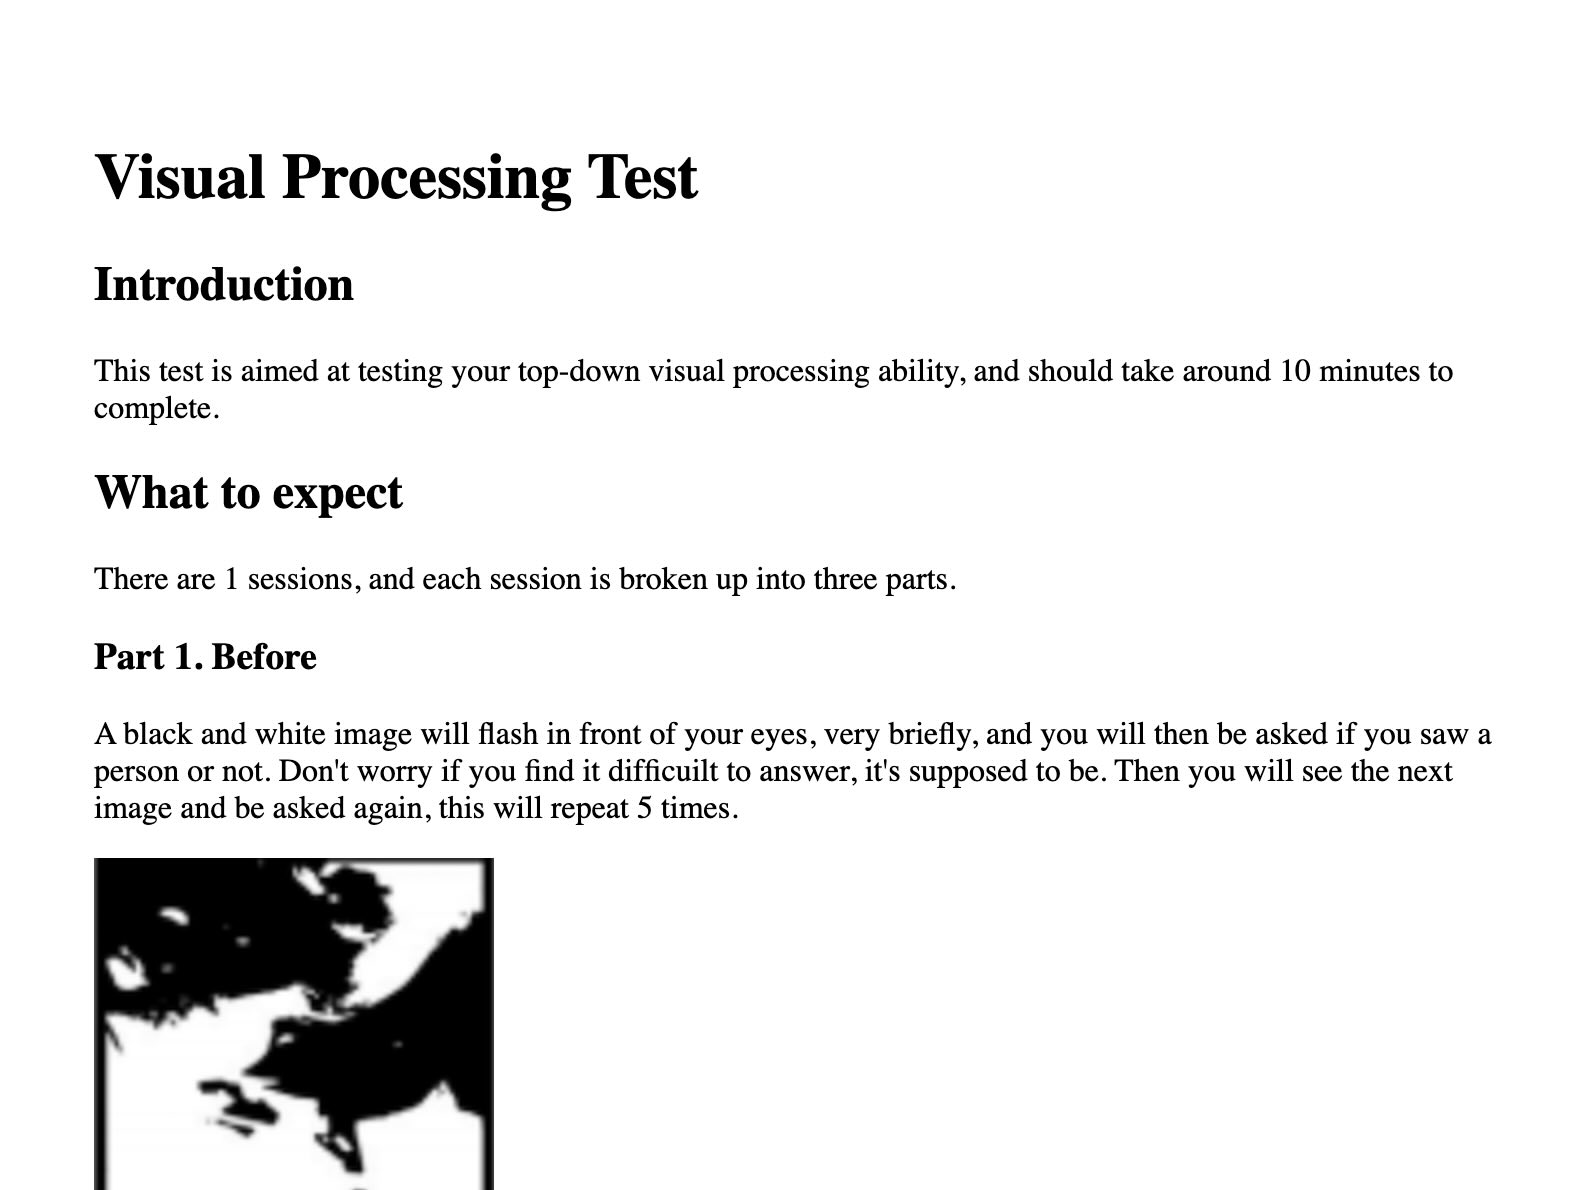 Visual Processing Test
Introduction
This test is aimed at testing your top-down visual processing ability, and should take around 10 minutes to
complete.
What to expect
There are 1 sessions, and each session is broken up into three parts.
Part 1. Before
A black and white image will flash in front of your eyes, very briefly, and you will then be asked if you saw a
person or not. Don't worry if you find it difficuilt to answer, it's supposed to be. Then you will see the next
image and be asked again, this will repeat 5 times.